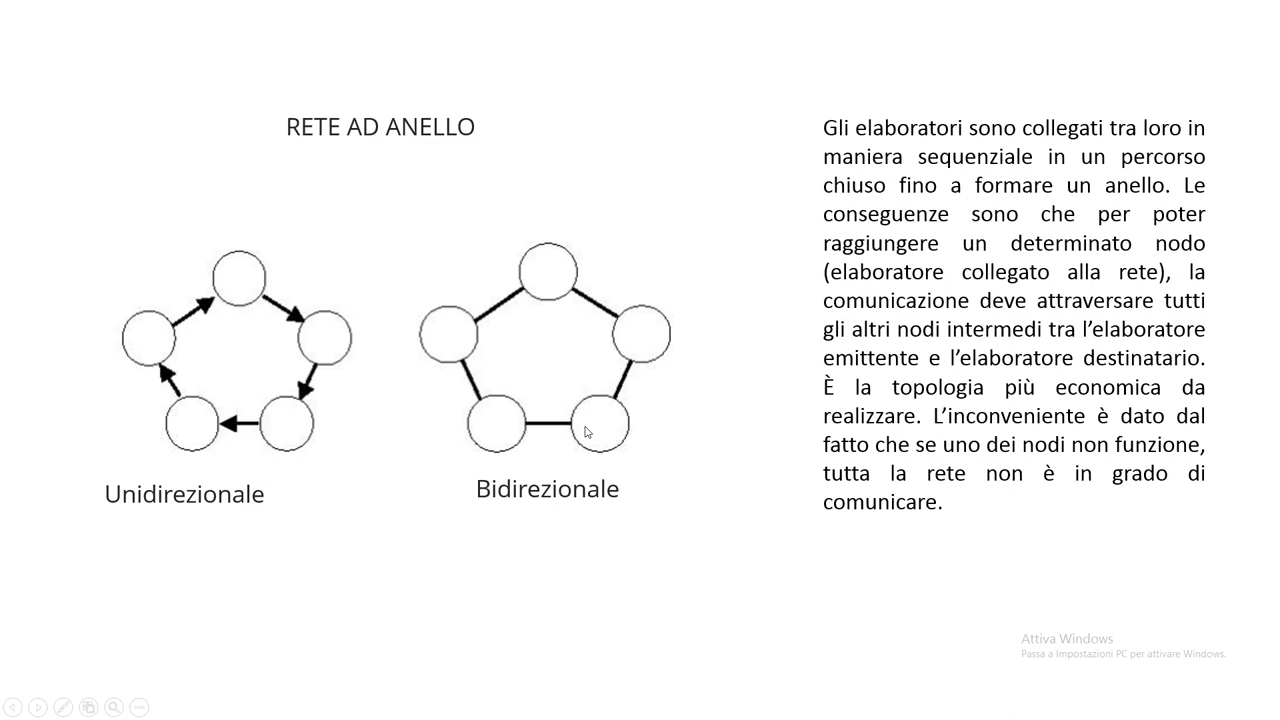 RETE AD ANELLO
Unidirezionale
Bidirezionale
Gli elaboratori sono collegati tra loro in
maniera sequenziale in un percorso
chiuso fino a formare un anello. Le
conseguenze sono che per poter
raggiungere un determinato nodo
(elaboratore collegato alla rete), la
comunicazione deve attraversare tutti
gli altri nodi intermedi tra l’elaboratore
emittente e l’elaboratore destinatario.
È la topologia più economica da
realizzare. L’inconveniente è dato dal
fatto che se uno dei nodi non funzione,
tutta la rete non è in grado di
comunicare.
Attiva Windows
Passa a Impostazioni PC per attivare Windows.